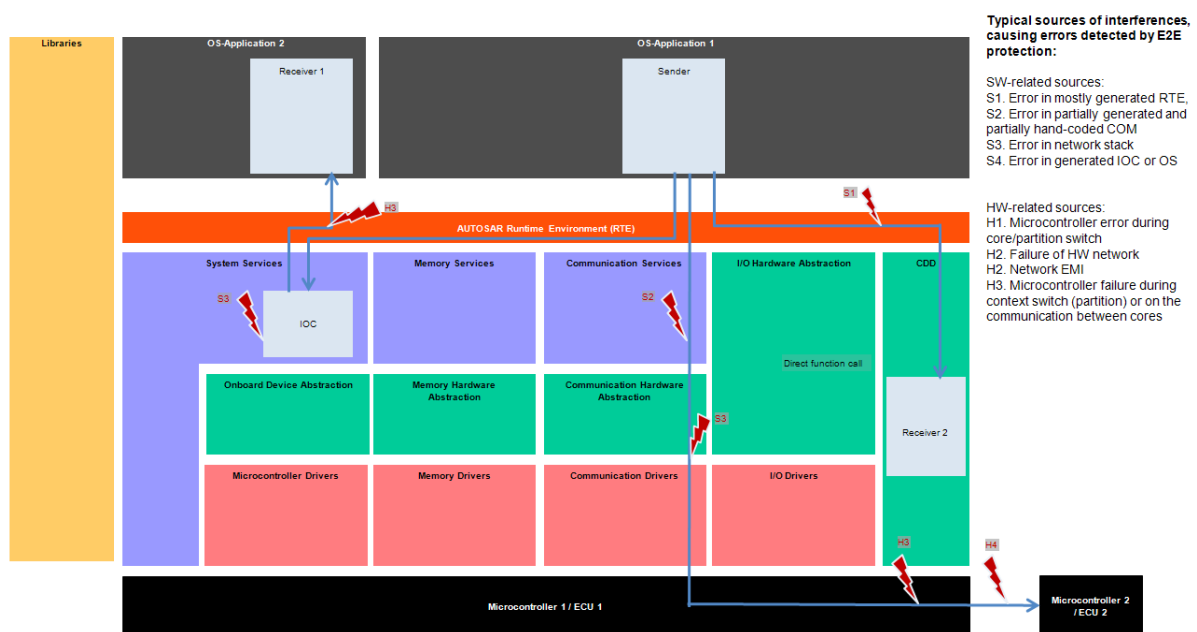 Libraries
OS-Application 2
Receiver 1
OS-Application 1
Sender
H3
S1
AUTOSAR Runtime Environment (RTE)
System Services
S3
IOC
Memory Services
Communication Services
S2
I/O Hardware Abstraction
Direct function call
CDD
Receiver 2
Onboard Device Abstraction
Memory Hardware
Abstraction
Communication Hardware
Abstraction
S3
Microcontroller Drivers
Memory Drivers
Communication Drivers
I/O Drivers
H3
H4
Microcontroller 1 / ECU 1
Microcontroller 2
/ ECU 2
Typical sources of interferences,
causing errors detected by E2E
protection:
SW-related sources:
S1. Error in mostly generated RTE,
S2. Error in partially generated and
partially hand-coded COM
S3. Error in network stack
S4. Error in generated IOC or OS
HW-related sources:
H1. Microcontroller error during
core/partition switch
H2. Failure of HW network
H2. Network EMI
H3. Microcontroller failure during
context switch (partition) or on the
communication between cores